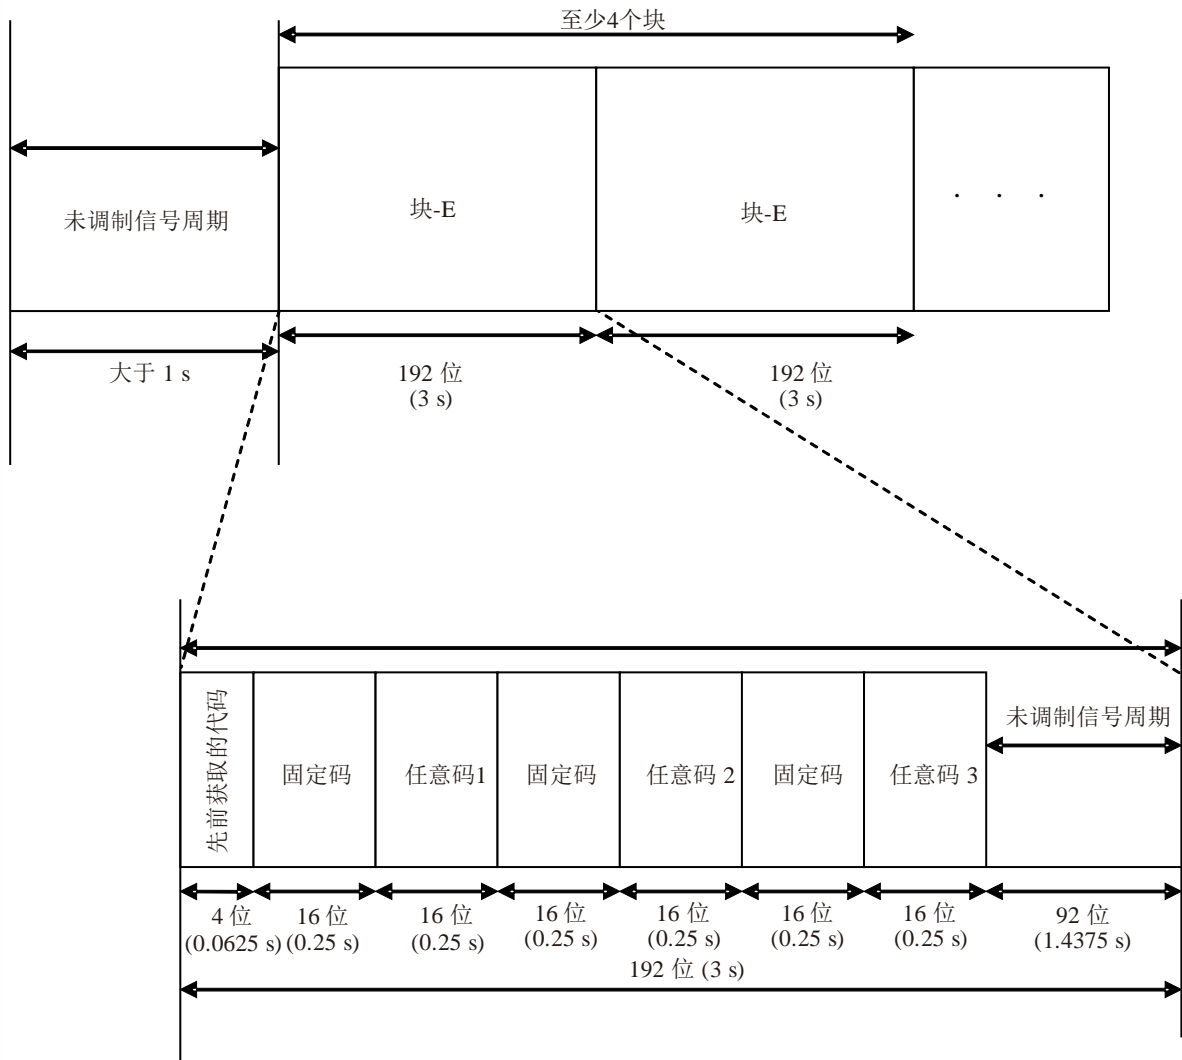 至少4个块
未调制信号周期
块-E
块-E
. . .
大于 1 s
192 位
(3 s)
192 位
(3 s)
先前获取的代码
固定码
任意码1
固定码
任意码 2
固定码
任意码 3
未调制信号周期
4 位
(0.0625 s)
16 位
(0.25 s)
16 位
(0.25 s)
16 位
(0.25 s)
16 位
(0.25 s)
16 位
(0.25 s)
16 位
(0.25 s)
92 位
(1.4375 s)
192 位 (3 s)